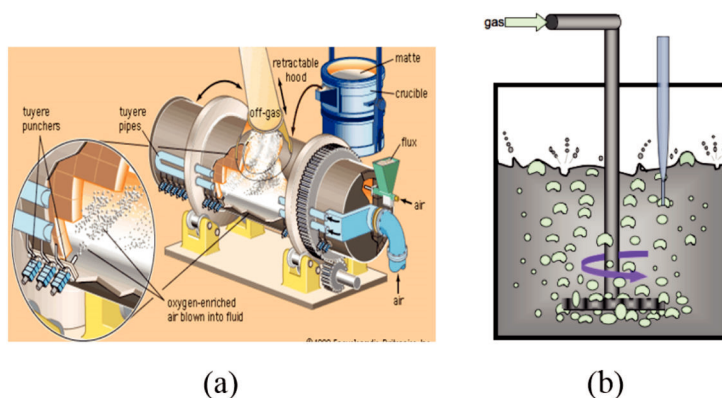 retractable
hood
matte
crucible
off-gas
tuyere
punchers
tuyere
pipes
flux
air
air
oxygen-enriched
air blown into fluid
gas
(a)
(b)